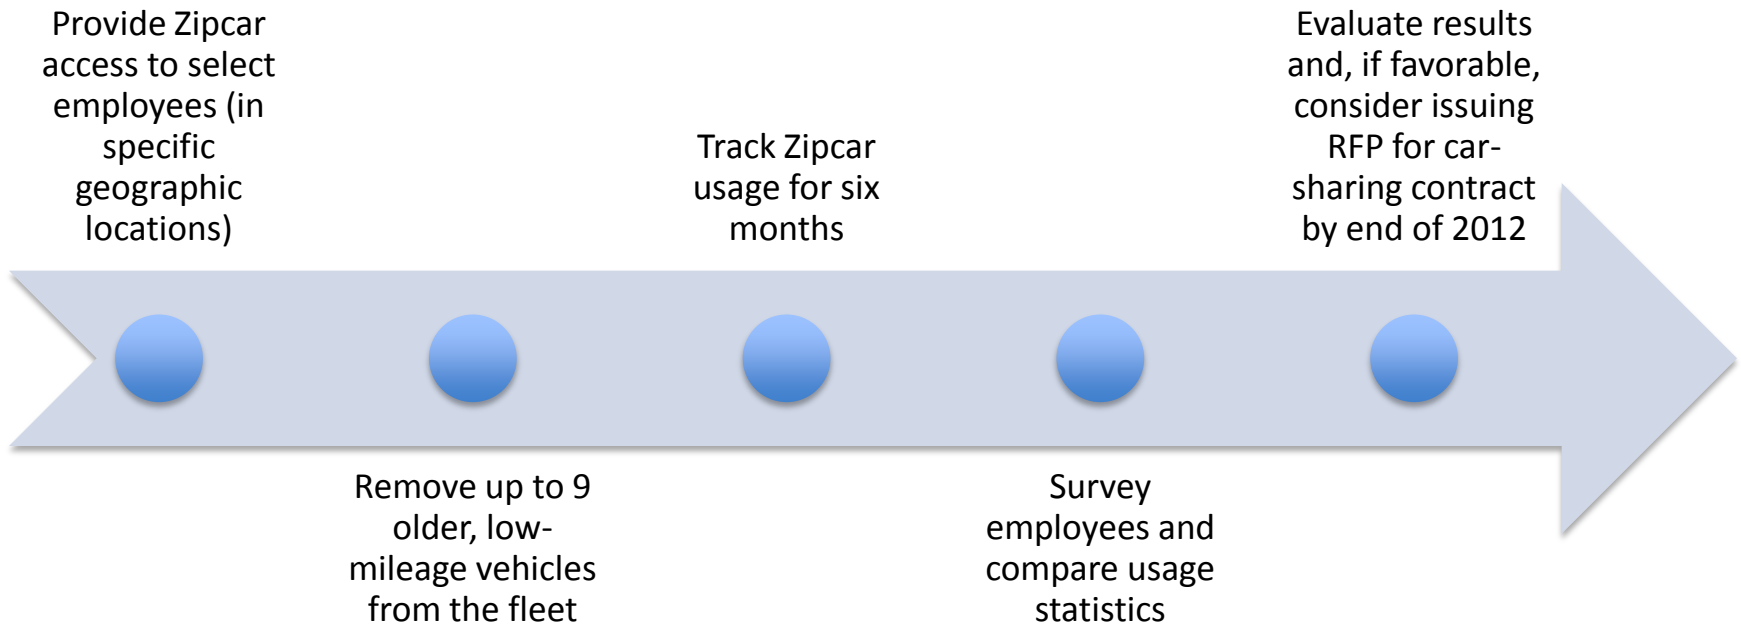 Provide Zipcar
access to select
employees (in
specific
geographic
locations)
Remove up to 9
older, low-
mileage vehicles
from the fleet
Track Zipcar
usage for six
months
Survey
employees and
compare usage
statistics
Evaluate results
and, if favorable,
consider issuing
RFP for car-
sharing contract
by end of 2012